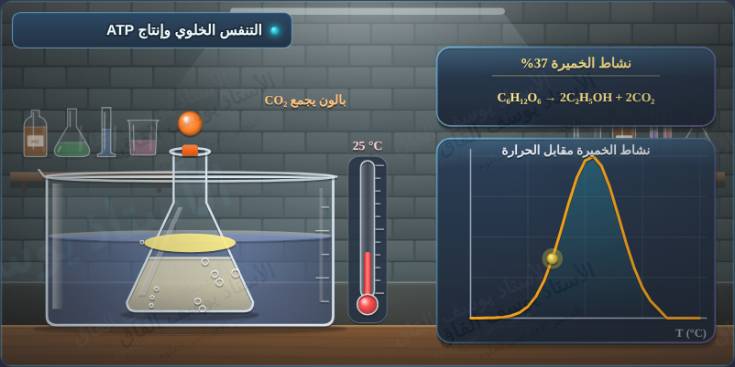 التنفس الخلوي وإنتاج ATP
نشاط الخميرة 37%
C₆H₁₂O₆ → 2C₂H₅OH + 2CO₂
بالون يجمع CO₂
25 °C
نشاط الخميرة مقابل الحرارة
T (°C)